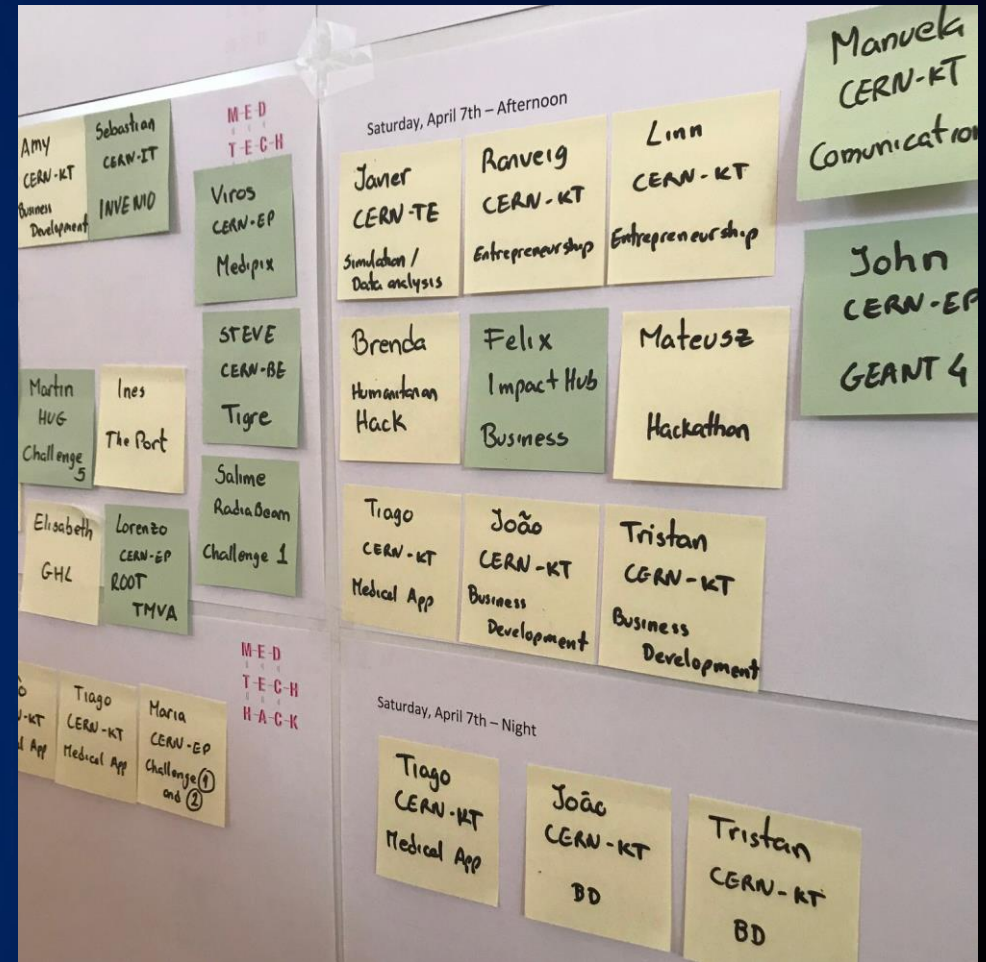 Amy
CERN-KT
Business
Development
Sebastian
CERN-IT
INVENIO
M-E-D
T-E-C-H
Viros
CERN-EP
Medipix
STEVE
CERN-BE
Tigre
Martin
HUG
Challenge
5
Ines
The Port
Salime
RadiaBeam
Challenge 1
Elisabeth
GHL
Lorenzo
CERN-EP
ROOT
TMVA
M-E-D
T-E-C-H
H-A-C-K
Tiago
CERN-KT
Medical App
Maria
CERN-EP
Challenge 1
and 2
Saturday, April 7th – Afternoon
Javier
CERN-TE
Simulation /
Data analysis
Ranveig
CERN-KT
Entrepreneurship
Linn
CERN-KT
Entrepreneurship
Manuela
CERN-KT
Comunication
Brenda
Humanitarian
Hack
Felix
Impact Hub
Business
Mateusz
Hackathon
John
CERN-EP
GEANT 4
Tiago
CERN-KT
Medical App
João
CERN-KT
Business
Development
Tristan
CERN-KT
Business
Development
Saturday, April 7th – Night
Tiago
CERN-KT
Medical App
João
CERN-KT
BD
Tristan
CERN-KT
BD